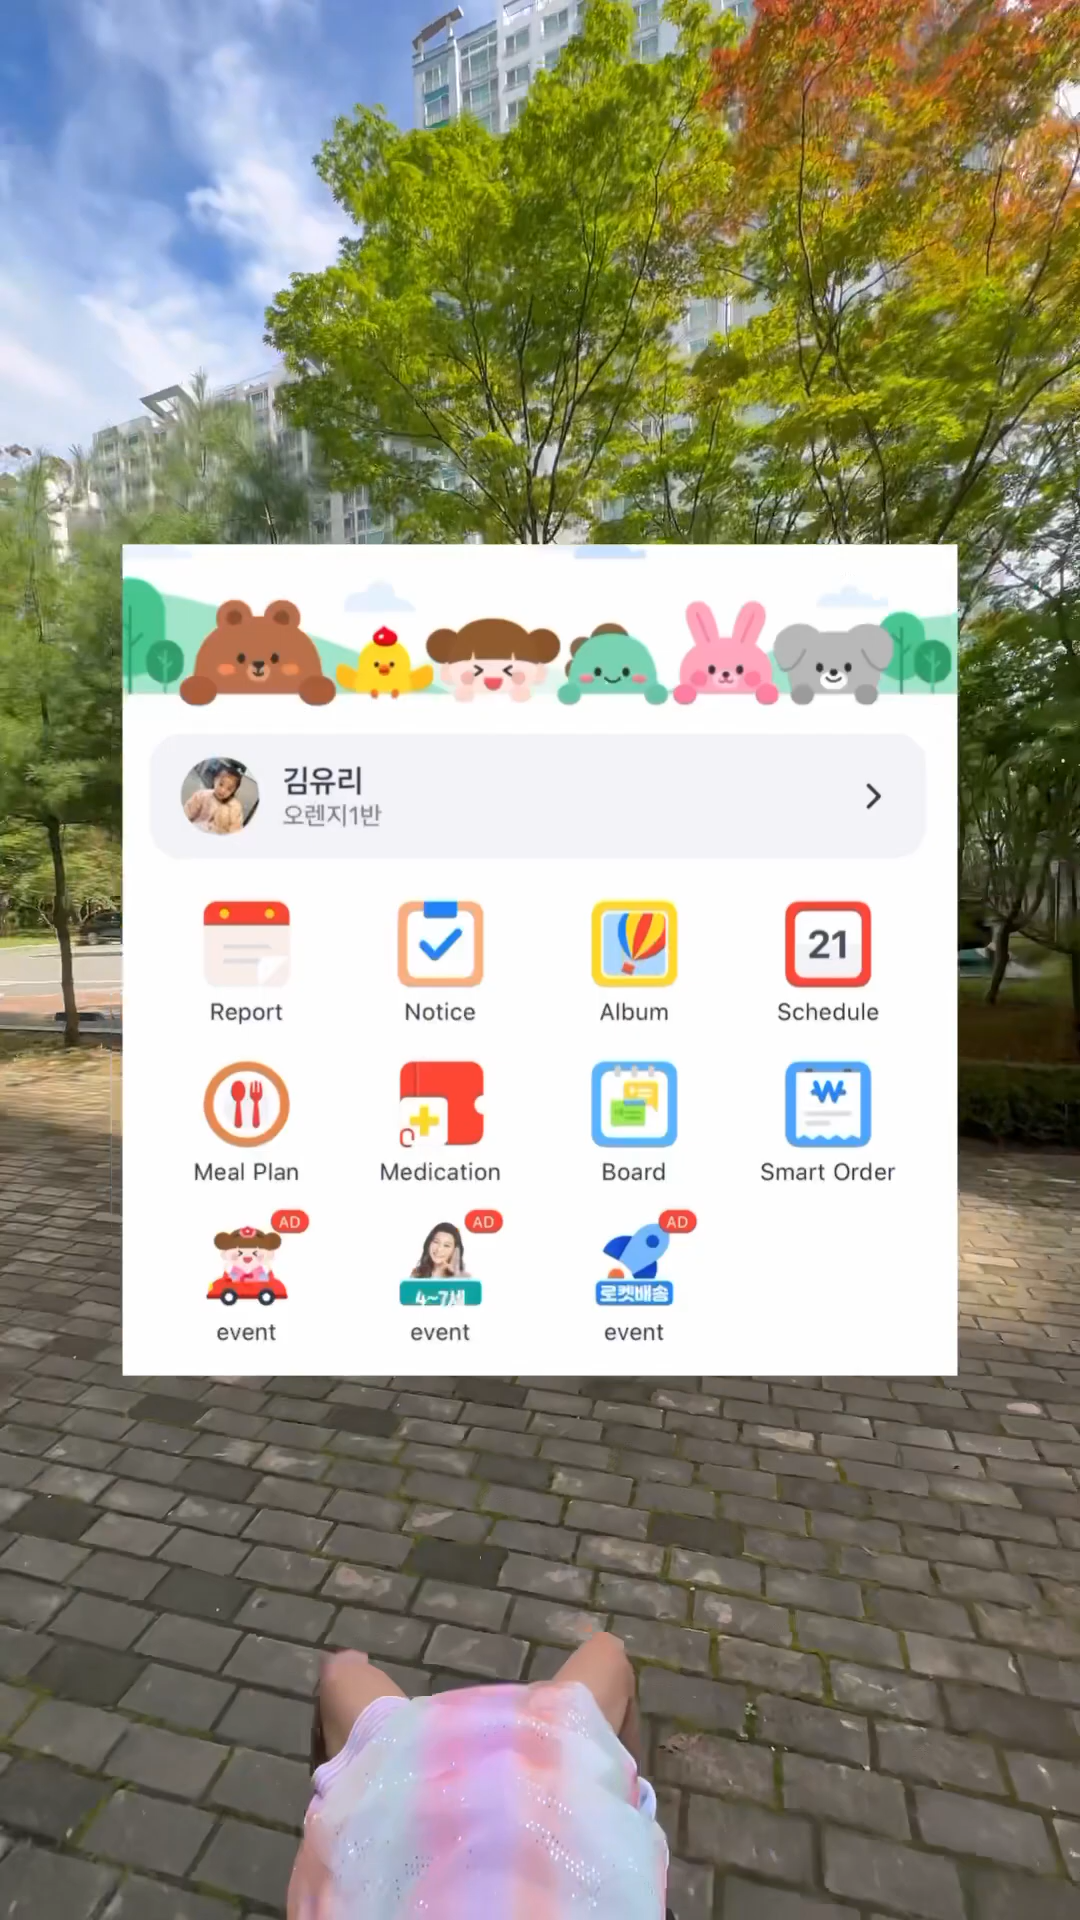 김유리
오렌지1반
Report
Notice
Album
21
Schedule
Meal Plan
Medication
Board
₩
Smart Order
AD
event
AD
4~7세
event
AD
로켓배송
event